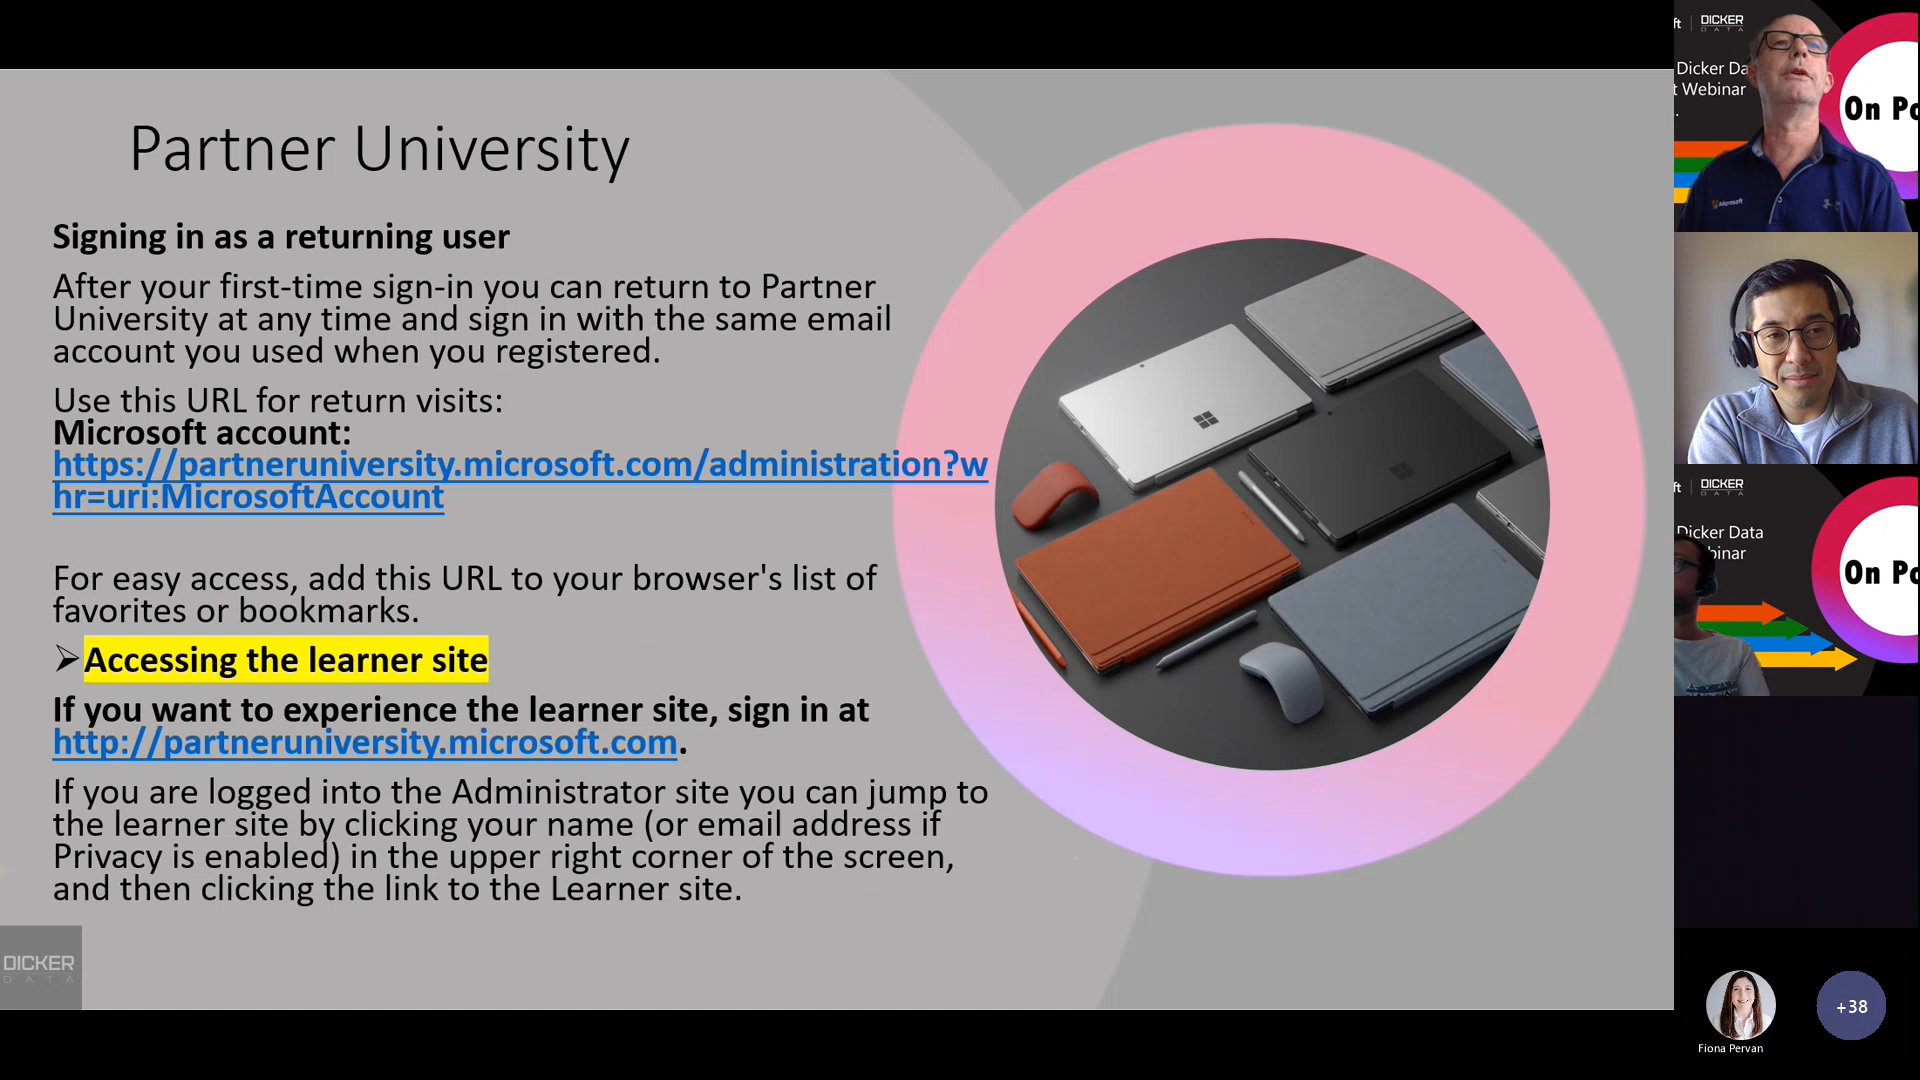 Partner University
Signing in as a returning user
After your first-time sign-in you can return to Partner
University at any time and sign in with the same email
account you used when you registered.
Use this URL for return visits:
Microsoft account:
https://partneruniversity.microsoft.com/administration?w
hr=uri:MicrosoftAccount
For easy access, add this URL to your browser's list of
favorites or bookmarks.
➢Accessing the learner site
If you want to experience the learner site, sign in at
http://partneruniversity.microsoft.com.
If you are logged into the Administrator site you can jump to
the learner site by clicking your name (or email address if
Privacy is enabled) in the upper right corner of the screen,
and then clicking the link to the Learner site.
DICKER
DATA
ft | DICKER
DATA
Dicker Da
t Webinar
.
On Po
Microsoft
ft | DICKER
DATA
Dicker Data
binar
On Po
Fiona Pervan
+38